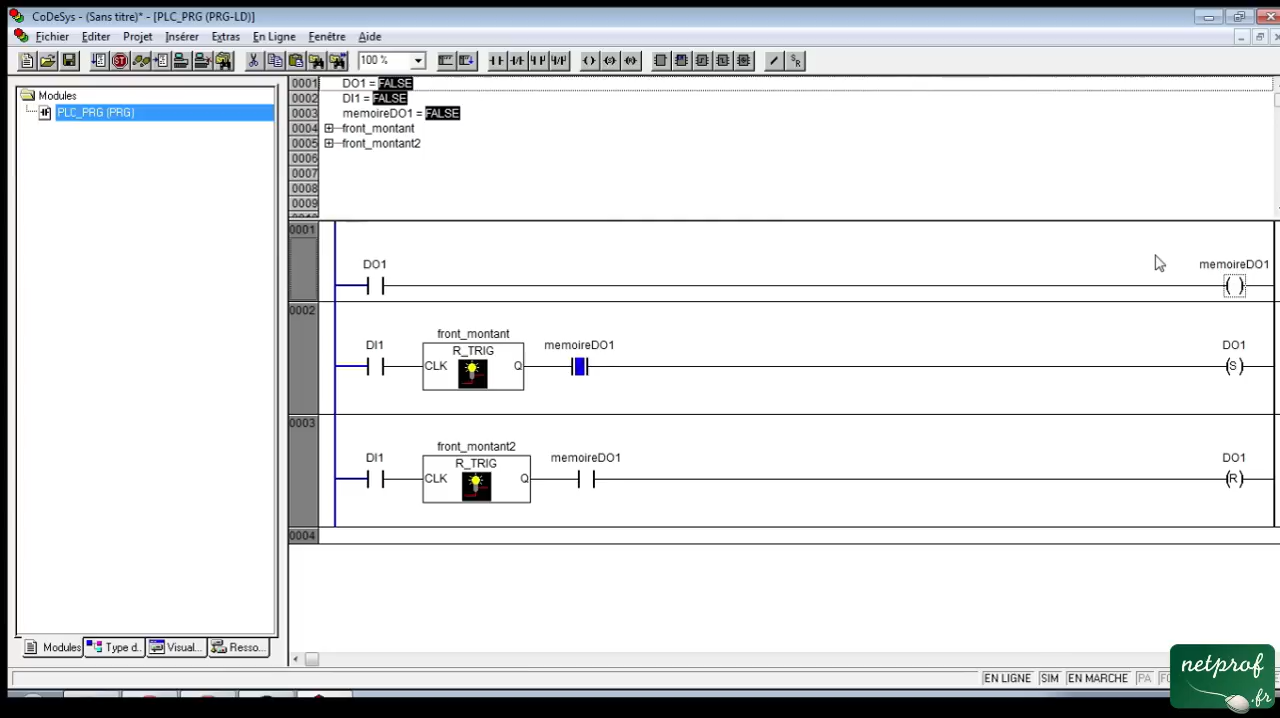 CoDeSys - (Sans titre)* - [PLC_PRG (PRG-LD)]
Fichier Editer Projet Insérer Extras En Ligne Fenêtre Aide
100 %
Modules
PLC_PRG (PRG)
0001 DO1 = FALSE
0002 DI1 = FALSE
0003 memoireDO1 = FALSE
0004 front_montant
0005 front_montant2
0006
0007
0008
0009
0001
DO1 memoireDO1
( )
0002
front_montant
DI1 R_TRIG memoireDO1 DO1
CLK Q (S)
0003
front_montant2
DI1 R_TRIG memoireDO1 DO1
CLK Q (R)
0004
Modules Type d... Visual... Resso...
EN LIGNE SIM EN MARCHE PA
netprof
.fr